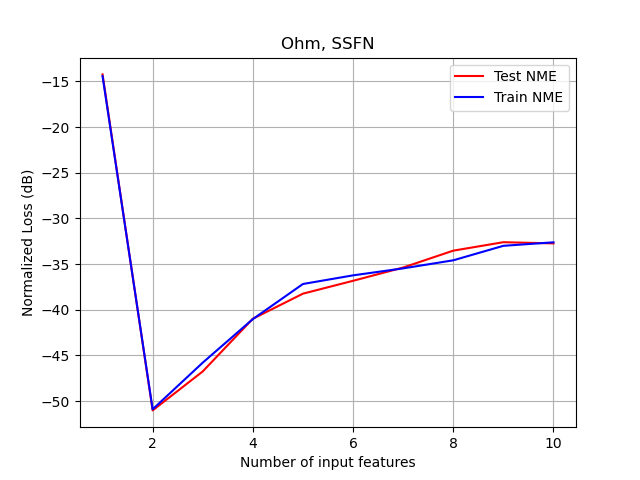 Ohm, SSFN
Test NME
Train NME
Normalized Loss (dB)
−15
−20
−25
−30
−35
−40
−45
−50
2 4 6 8 10
Number of input features